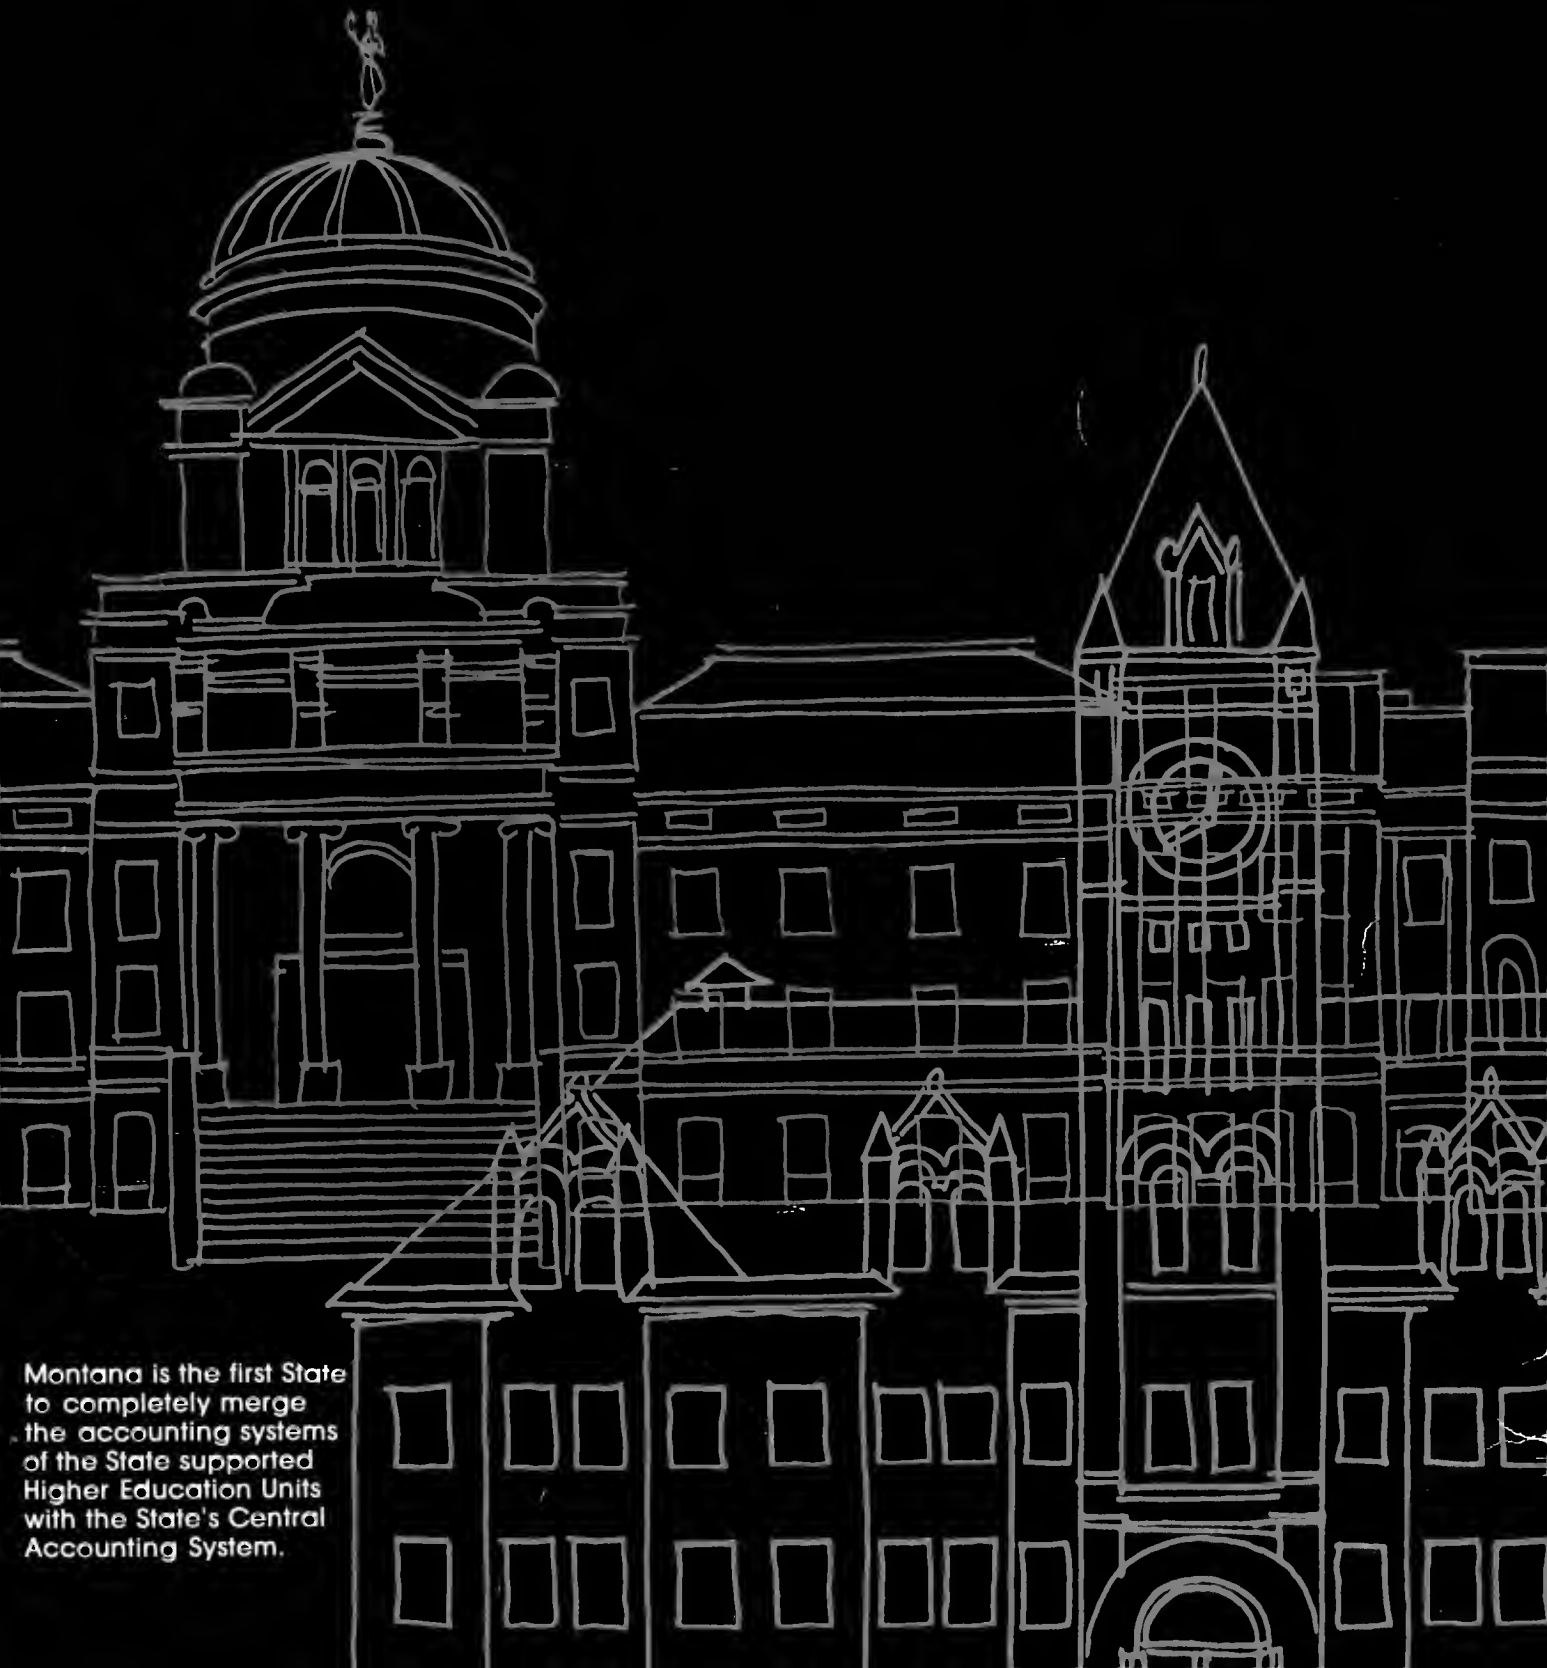 Montana is the first State
to completely merge
the accounting systems
of the State supported
Higher Education Units
with the State's Central
Accounting System.